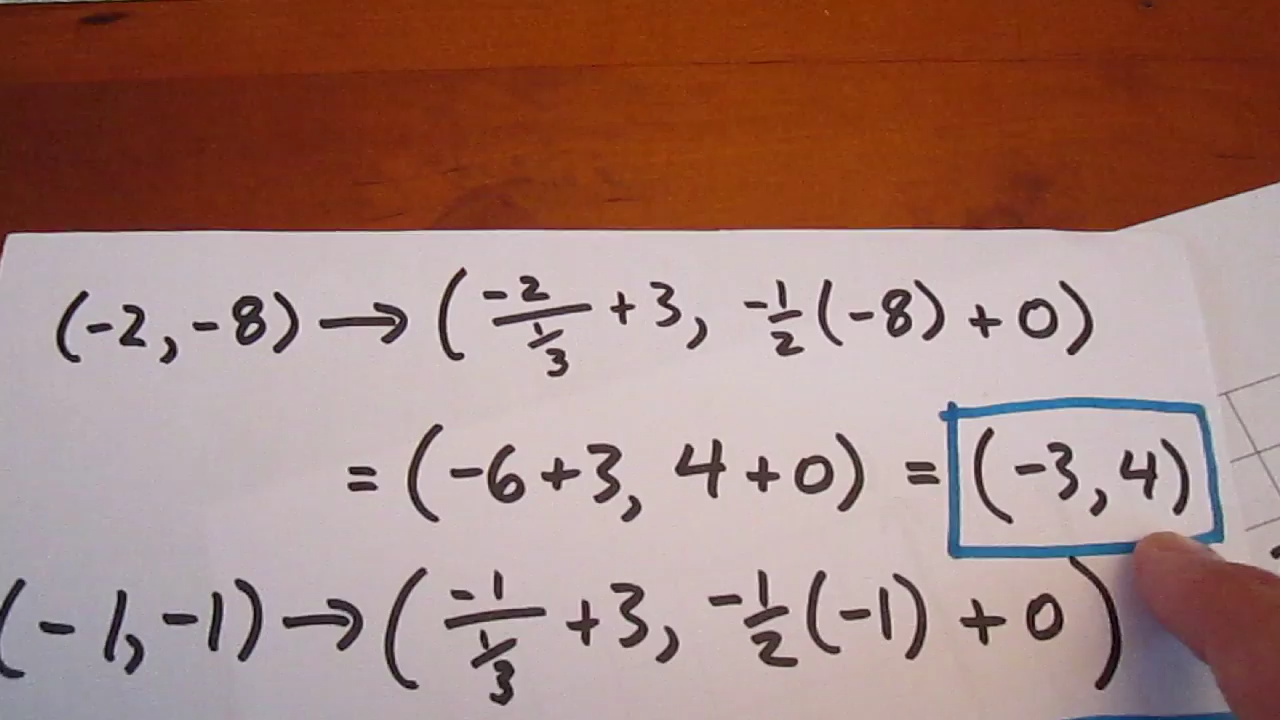 (-2, -8) → (-2/(1/3) + 3, -1/2(-8) + 0)
= (-6+3, 4+0) = (-3, 4)
(-1, -1) → (-1/(1/3) + 3, -1/2(-1) + 0)